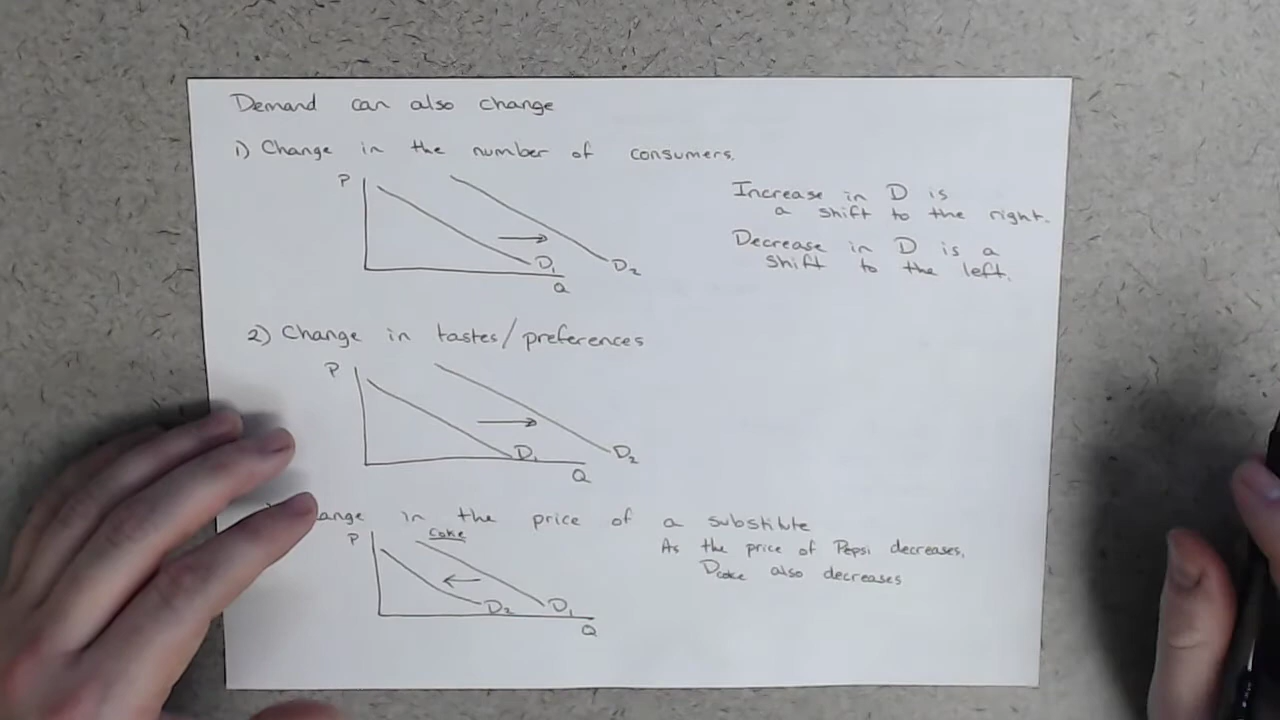 Demand can also change
1) Change in the number of consumers.
P
D1
D2
Q
Increase in D is
a shift to the right.
Decrease in D is a
shift to the left.
2) Change in tastes/preferences
P
D1
D2
Q
in the price of a substitute
Coke
P
D2
D1
Q
As the price of Pepsi decreases,
Dcoke also decreases